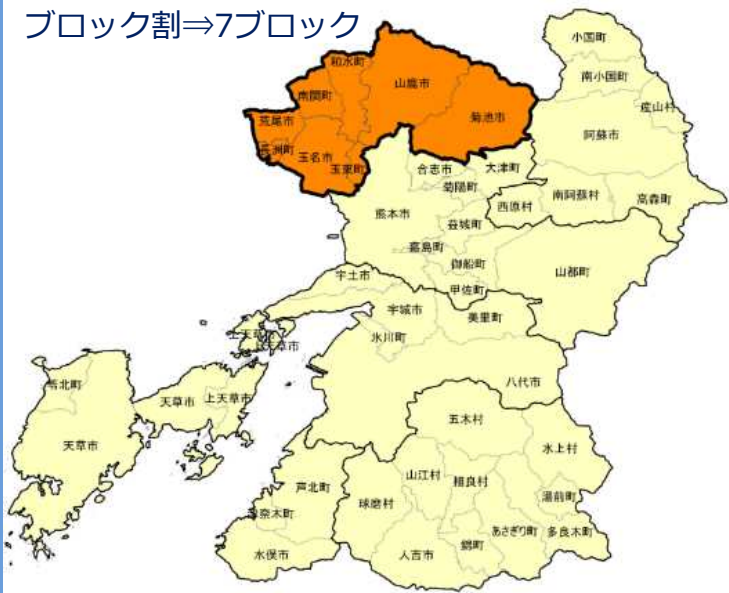 ブロック割⇒7ブロック
小国町
和水町
南小国町
山鹿市
南関町
産山村
菊池市
荒尾市
阿蘇市
長洲町
玉名市
玉東町
合志市
大津町
菊陽町
南阿蘇村
高森町
西原村
熊本市
益城町
嘉島町
御船町
宇土市
山都町
甲佐町
宇城市
美里町
上天草市
上天草市
氷川町
苓北町
八代市
天草市
上天草市
五木村
天草市
水上村
山江村
相良村
芦北町
湯前町
球磨村
津奈木町
あさぎり町
多良木町
錦町
水俣市
人吉市